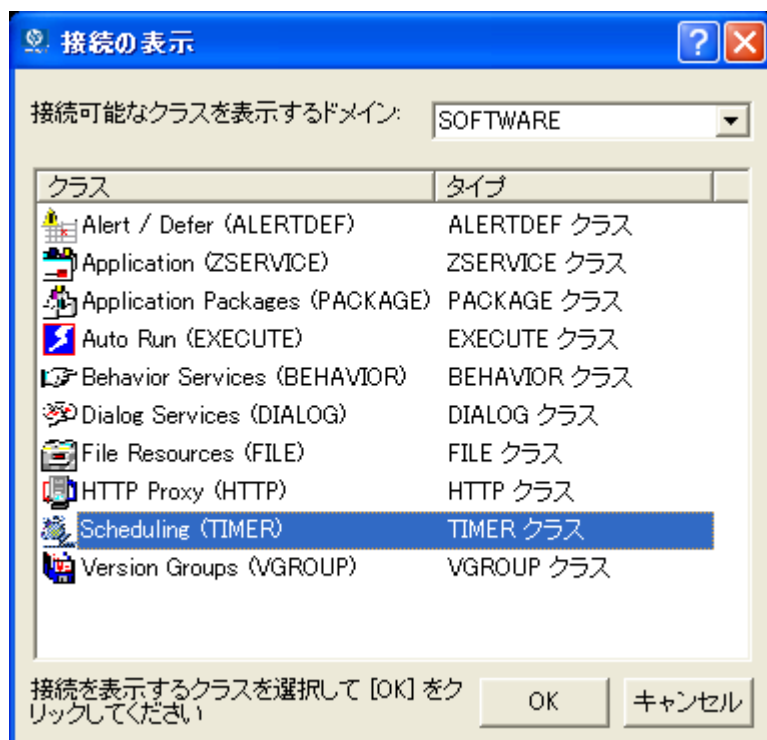 接続の表示
接続可能なクラスを表示するドメイン: SOFTWARE
クラス タイプ
Alert / Defer (ALERTDEF) ALERTDEF クラス
Application (ZSERVICE) ZSERVICE クラス
Application Packages (PACKAGE) PACKAGE クラス
Auto Run (EXECUTE) EXECUTE クラス
Behavior Services (BEHAVIOR) BEHAVIOR クラス
Dialog Services (DIALOG) DIALOG クラス
File Resources (FILE) FILE クラス
HTTP Proxy (HTTP) HTTP クラス
Scheduling (TIMER) TIMER クラス
Version Groups (VGROUP) VGROUP クラス
接続を表示するクラスを選択して [OK] をク
リックしてください
OK キャンセル